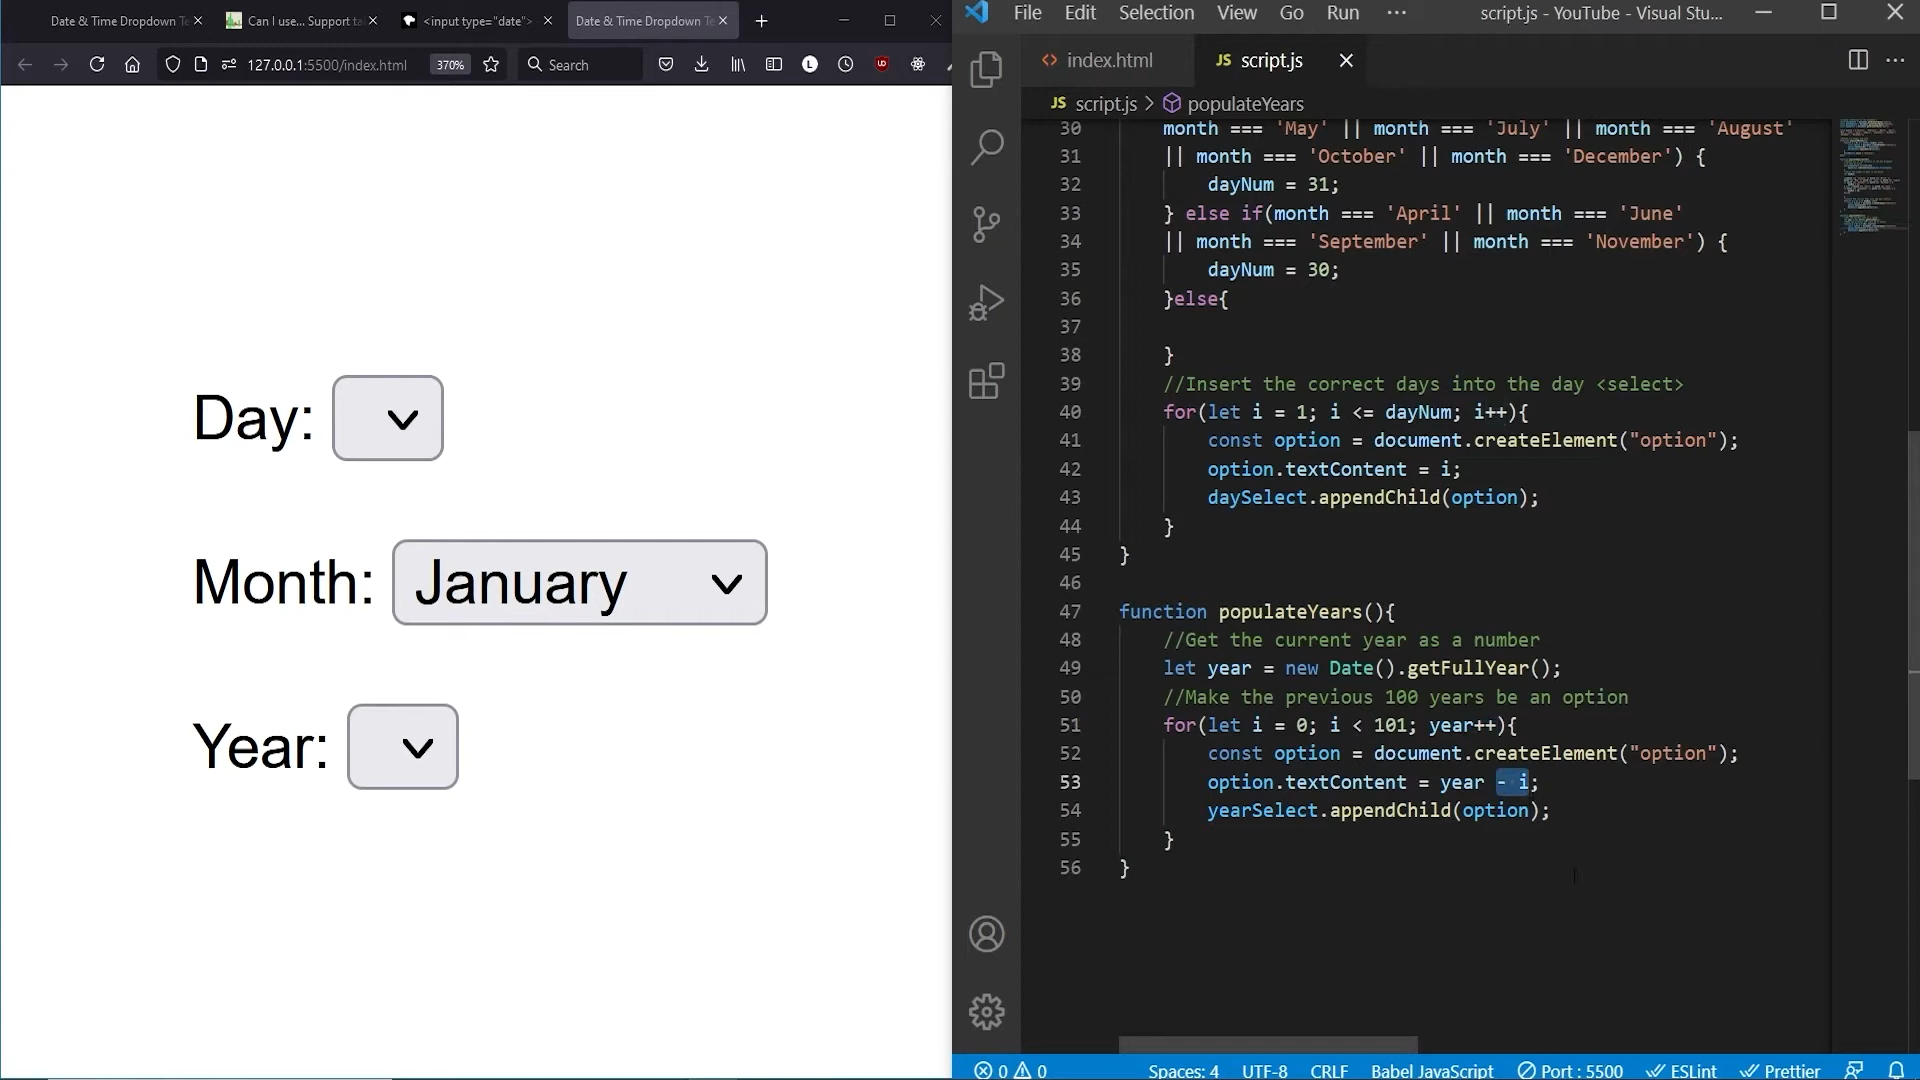 Date & Time Dropdown Te
Can I use... Support ta
<input type="date">
Date & Time Dropdown Te
127.0.0.1:5500/index.html
370%
Search
Day:
Month:
January
Year:
File Edit Selection View Go Run ···
script.js - YouTube - Visual Stu...
index.html
JS script.js
JS script.js > populateYears
30 month === 'May' || month === 'July' || month === 'August'
31 || month === 'October' || month === 'December') {
32 dayNum = 31;
33 } else if(month === 'April' || month === 'June'
34 || month === 'September' || month === 'November') {
35 dayNum = 30;
36 }else{
37
38 }
39 //Insert the correct days into the day <select>
40 for(let i = 1; i <= dayNum; i++){
41 const option = document.createElement("option");
42 option.textContent = i;
43 daySelect.appendChild(option);
44 }
45 }
46
47 function populateYears(){
48 //Get the current year as a number
49 let year = new Date().getFullYear();
50 //Make the previous 100 years be an option
51 for(let i = 0; i < 101; year++){
52 const option = document.createElement("option");
53 option.textContent = year - i;
54 yearSelect.appendChild(option);
55 }
56 }
0 0
Spaces: 4
UTF-8
CRLF
Babel JavaScript
Port : 5500
ESLint
Prettier